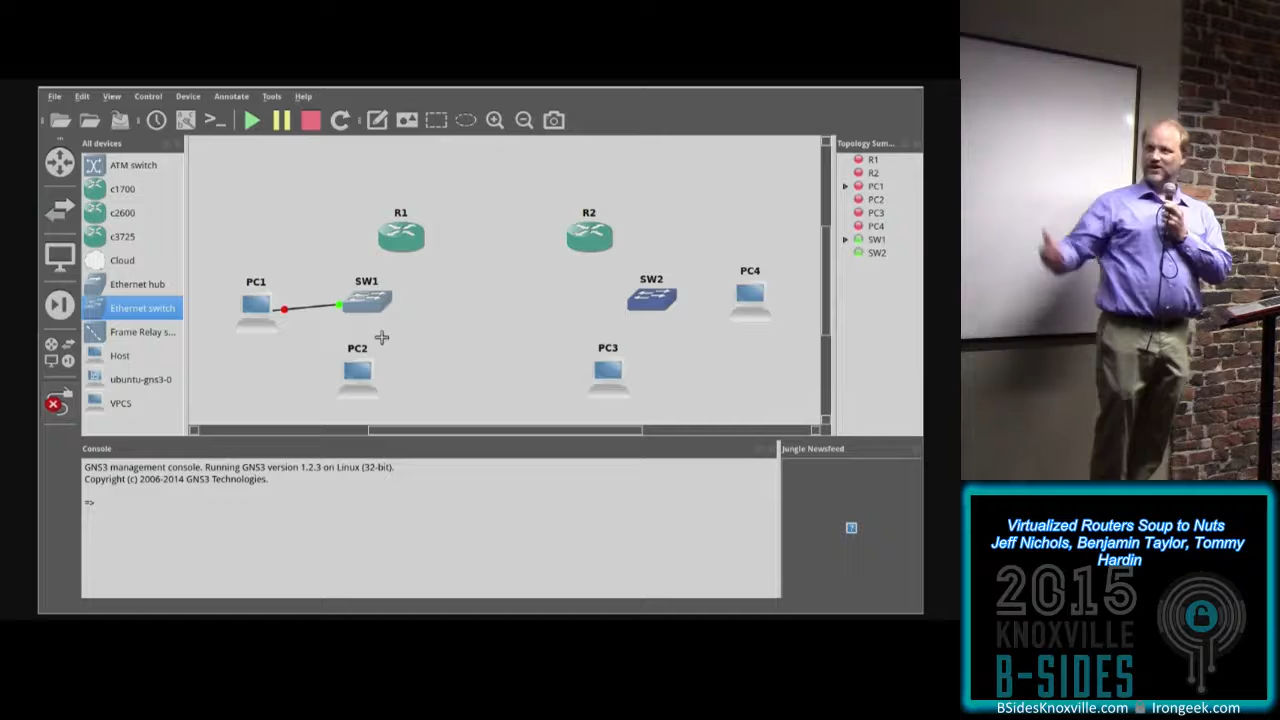 File Edit View Control Device Annotate Tools Help
All devices
ATM switch
c1700
c2600
c3725
Cloud
Ethernet hub
Ethernet switch
Frame Relay s...
Host
ubuntu-gns3-0
VPCS
R1
R2
PC1
SW1
SW2
PC4
PC2
PC3
Topology Sum...
R1
R2
PC1
PC2
PC3
PC4
SW1
SW2
Console
GNS3 management console. Running GNS3 version 1.2.3 on Linux (32-bit).
Copyright (c) 2006-2014 GNS3 Technologies.
=>
Jungle Newsfeed
Virtualized Routers Soup to Nuts
Jeff Nichols, Benjamin Taylor, Tommy
Hardin
2015
KNOXVILLE
B-SIDES
BSidesKnoxville.com Irongeek.com